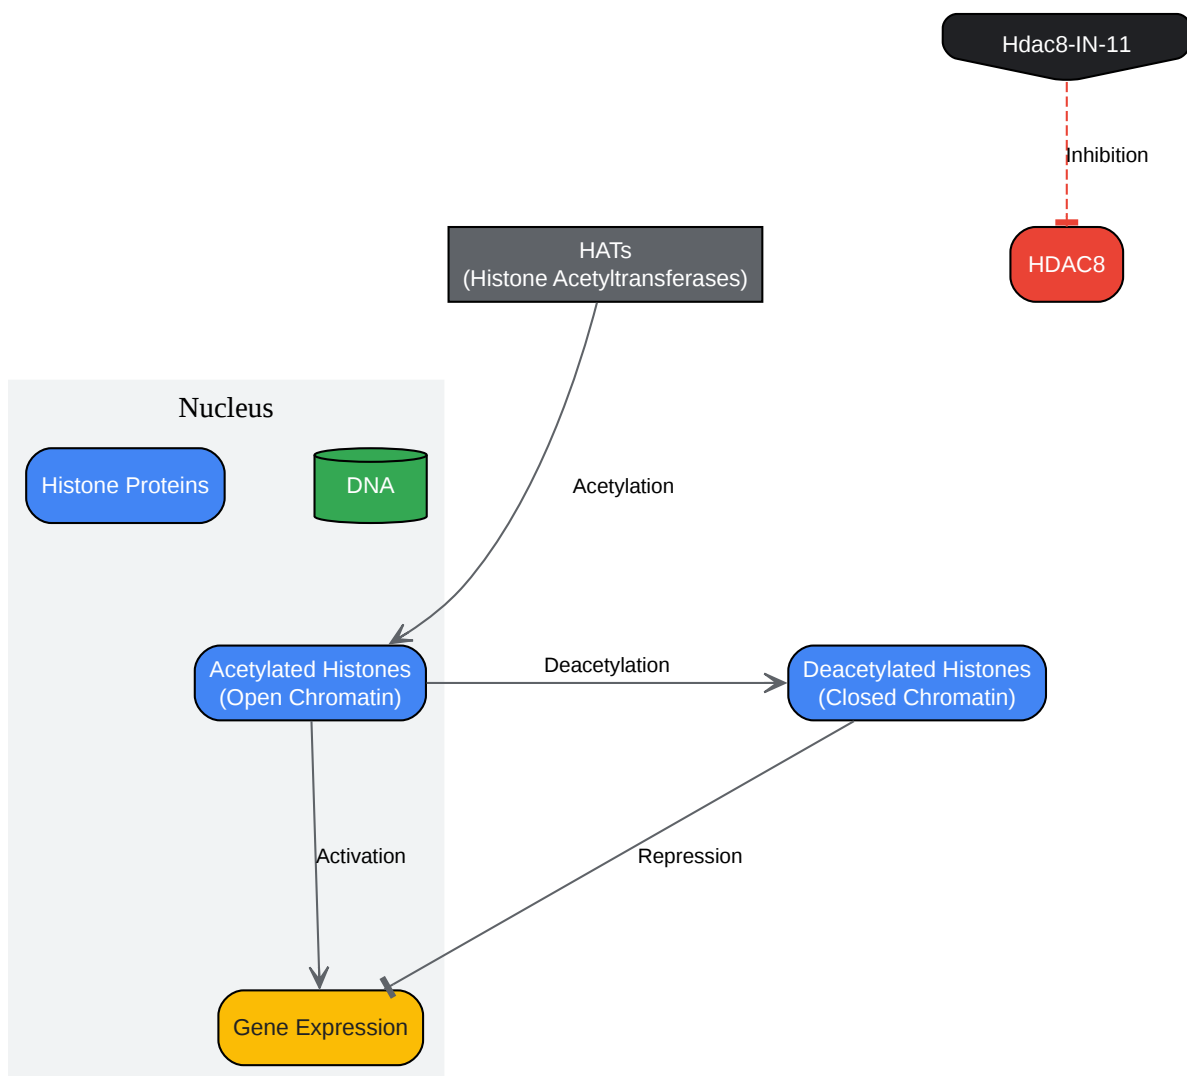 Hdac8-IN-11
Inhibition
HATs
(Histone Acetyltransferases)
HDAC8
Nucleus
Histone Proteins
DNA
Acetylation
Acetylated Histones
(Open Chromatin)
Deacetylation
Deacetylated Histones
(Closed Chromatin)
Activation
Repression
Gene Expression